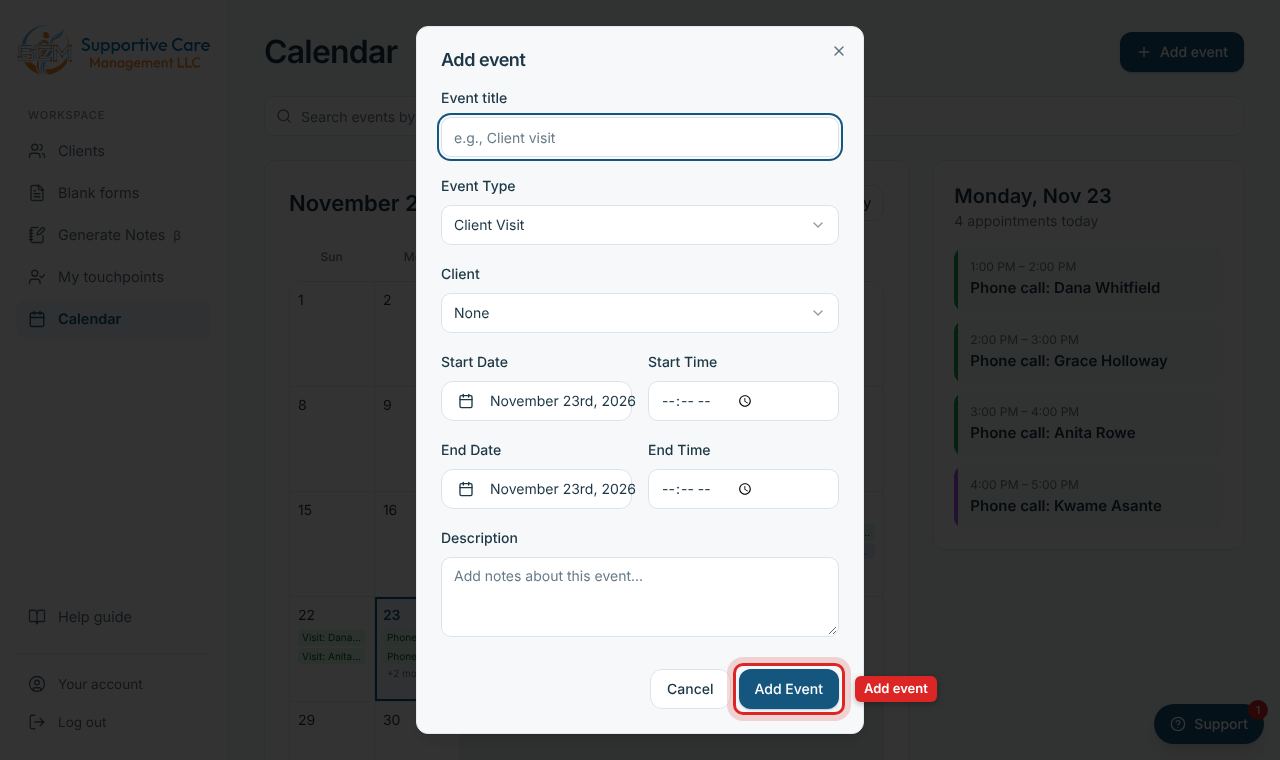 Supportive Care
Management LLC
WORKSPACE
Clients
Blank forms
Generate Notes β
My touchpoints
Calendar
Help guide
Your account
Log out
Calendar
Add event
Search events by
November 2
Sun
1
2
8
9
15
16
22
23
Visit: Dana...
Visit: Anita...
Phone
Phone
+2 mo
29
30
Add event
Event title
e.g., Client visit
Event Type
Client Visit
Client
None
Start Date
Start Time
November 23rd, 2026
--:-- --
End Date
End Time
November 23rd, 2026
--:-- --
Description
Add notes about this event...
Cancel
Add Event
Add event
Monday, Nov 23
4 appointments today
1:00 PM – 2:00 PM
Phone call: Dana Whitfield
2:00 PM – 3:00 PM
Phone call: Grace Holloway
3:00 PM – 4:00 PM
Phone call: Anita Rowe
4:00 PM – 5:00 PM
Phone call: Kwame Asante
Support
1